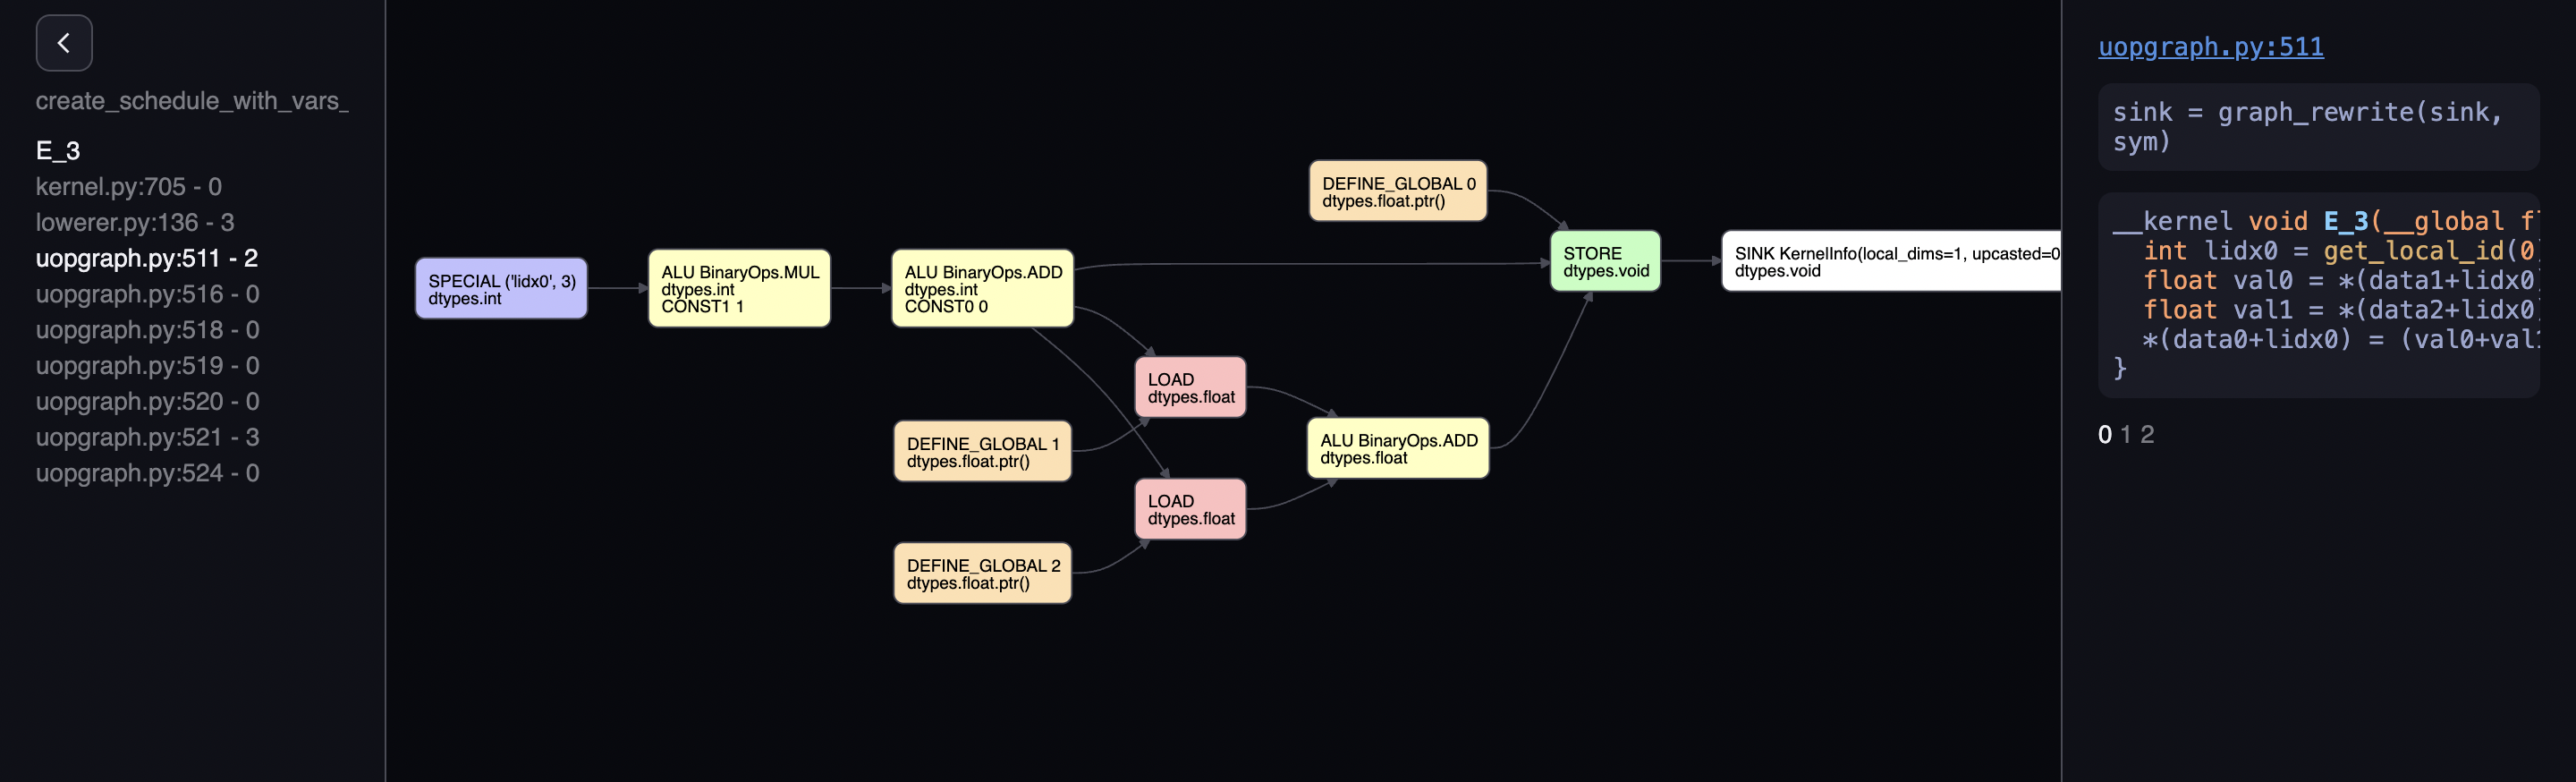 create_schedule_with_vars_
E_3
kernel.py:705 - 0
lowerer.py:136 - 3
uopgraph.py:511 - 2
uopgraph.py:516 - 0
uopgraph.py:518 - 0
uopgraph.py:519 - 0
uopgraph.py:520 - 0
uopgraph.py:521 - 3
uopgraph.py:524 - 0
SPECIAL ('lidx0', 3)
dtypes.int
ALU BinaryOps.MUL
dtypes.int
CONST1 1
ALU BinaryOps.ADD
dtypes.int
CONST0 0
DEFINE_GLOBAL 0
dtypes.float.ptr()
STORE
dtypes.void
SINK KernelInfo(local_dims=1, upcasted=0
dtypes.void
LOAD
dtypes.float
DEFINE_GLOBAL 1
dtypes.float.ptr()
ALU BinaryOps.ADD
dtypes.float
LOAD
dtypes.float
DEFINE_GLOBAL 2
dtypes.float.ptr()
uopgraph.py:511
sink = graph_rewrite(sink,
sym)
__kernel void E_3(__global fl
int lidx0 = get_local_id(0)
float val0 = *(data1+lidx0)
float val1 = *(data2+lidx0)
*(data0+lidx0) = (val0+val1
}
0 1 2